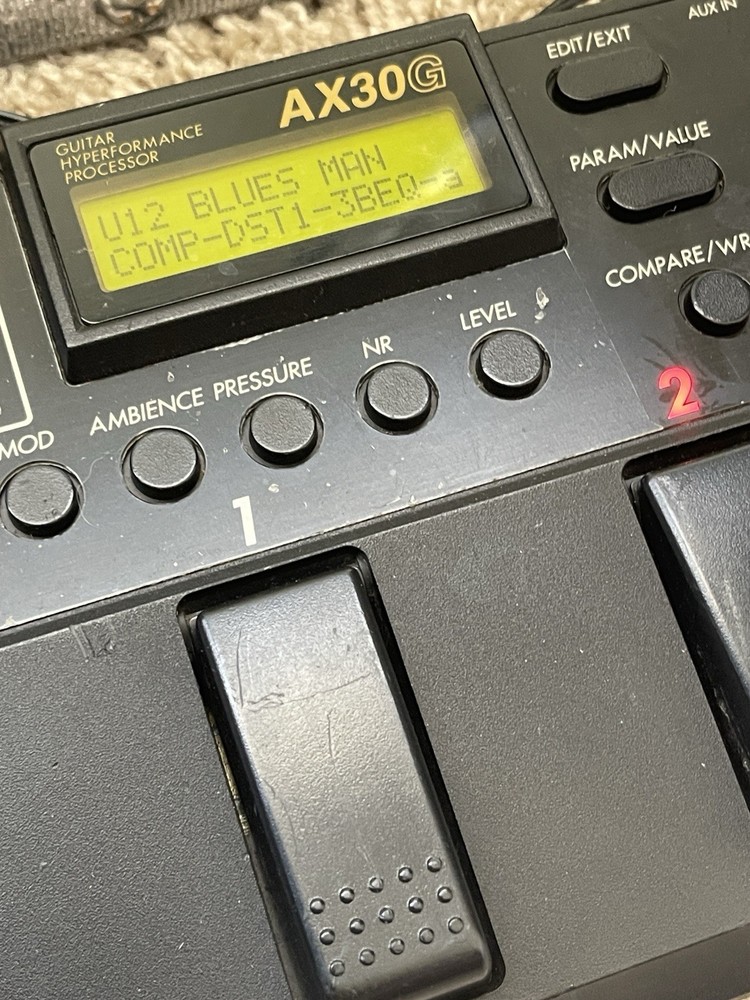 AUX IN
EDIT/EXIT
AX30G
GUITAR
HYPERFORMANCE
PROCESSOR
U12 BLUES MAN
COMP-DST1-3BEQ-a
PARAM/VALUE
COMPARE/WR
LEVEL
NR
PRESSURE
AMBIENCE
MOD
2
1